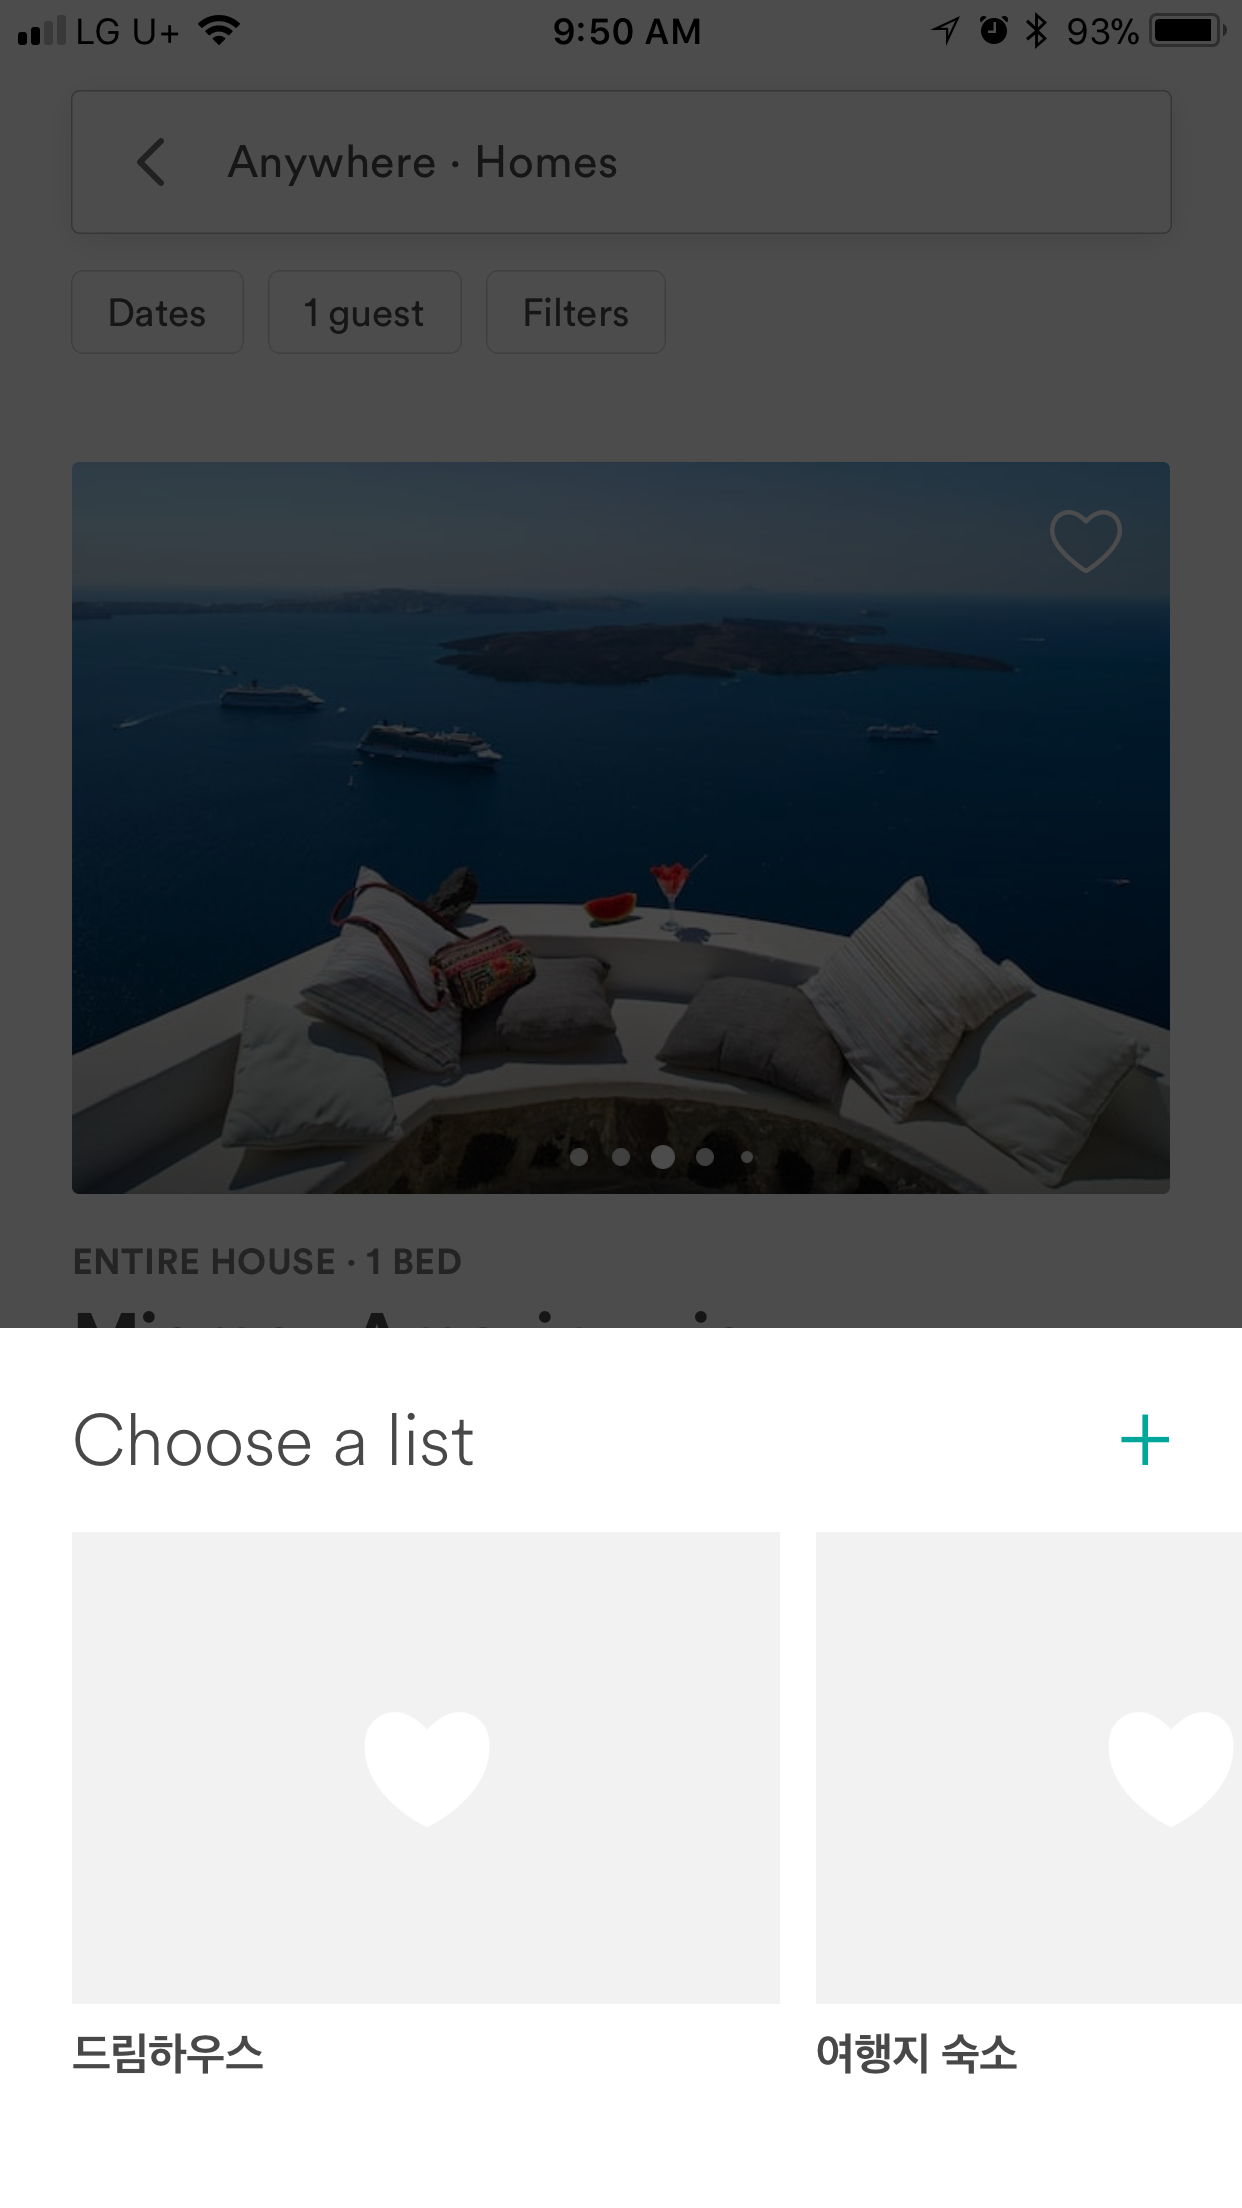 LG U+ 9:50 AM 93%
Anywhere · Homes
Dates 1 guest Filters
ENTIRE HOUSE · 1 BED
Choose a list
드림하우스 여행지 숙소